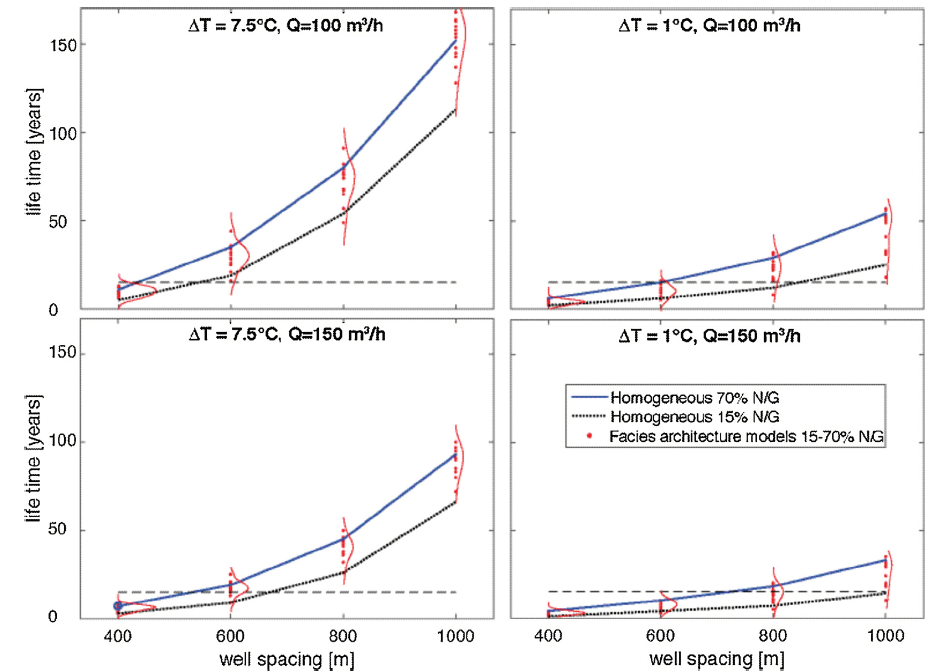 ΔT = 7.5°C, Q=100 m³/h
ΔT = 1°C, Q=100 m³/h
life time [years]
150
100
50
0
ΔT = 7.5°C, Q=150 m³/h
ΔT = 1°C, Q=150 m³/h
life time [years]
150
100
50
0
Homogeneous 70% N/G
Homogeneous 15% N/G
Facies architecture models 15-70% N/G
400 600 800 1000
400 600 800 1000
well spacing [m]
well spacing [m]